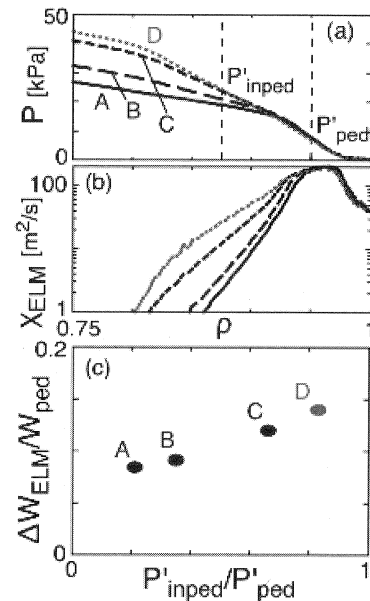 50
D
(a)
P [kPa]
P'inped
A
B
C
P'ped
0
(b)
100
XELM [m²/s]
1
0.75
ρ
1
0.2
(c)
ΔWELM/Wped
A
B
C
D
0
0
P'inped/P'ped
1